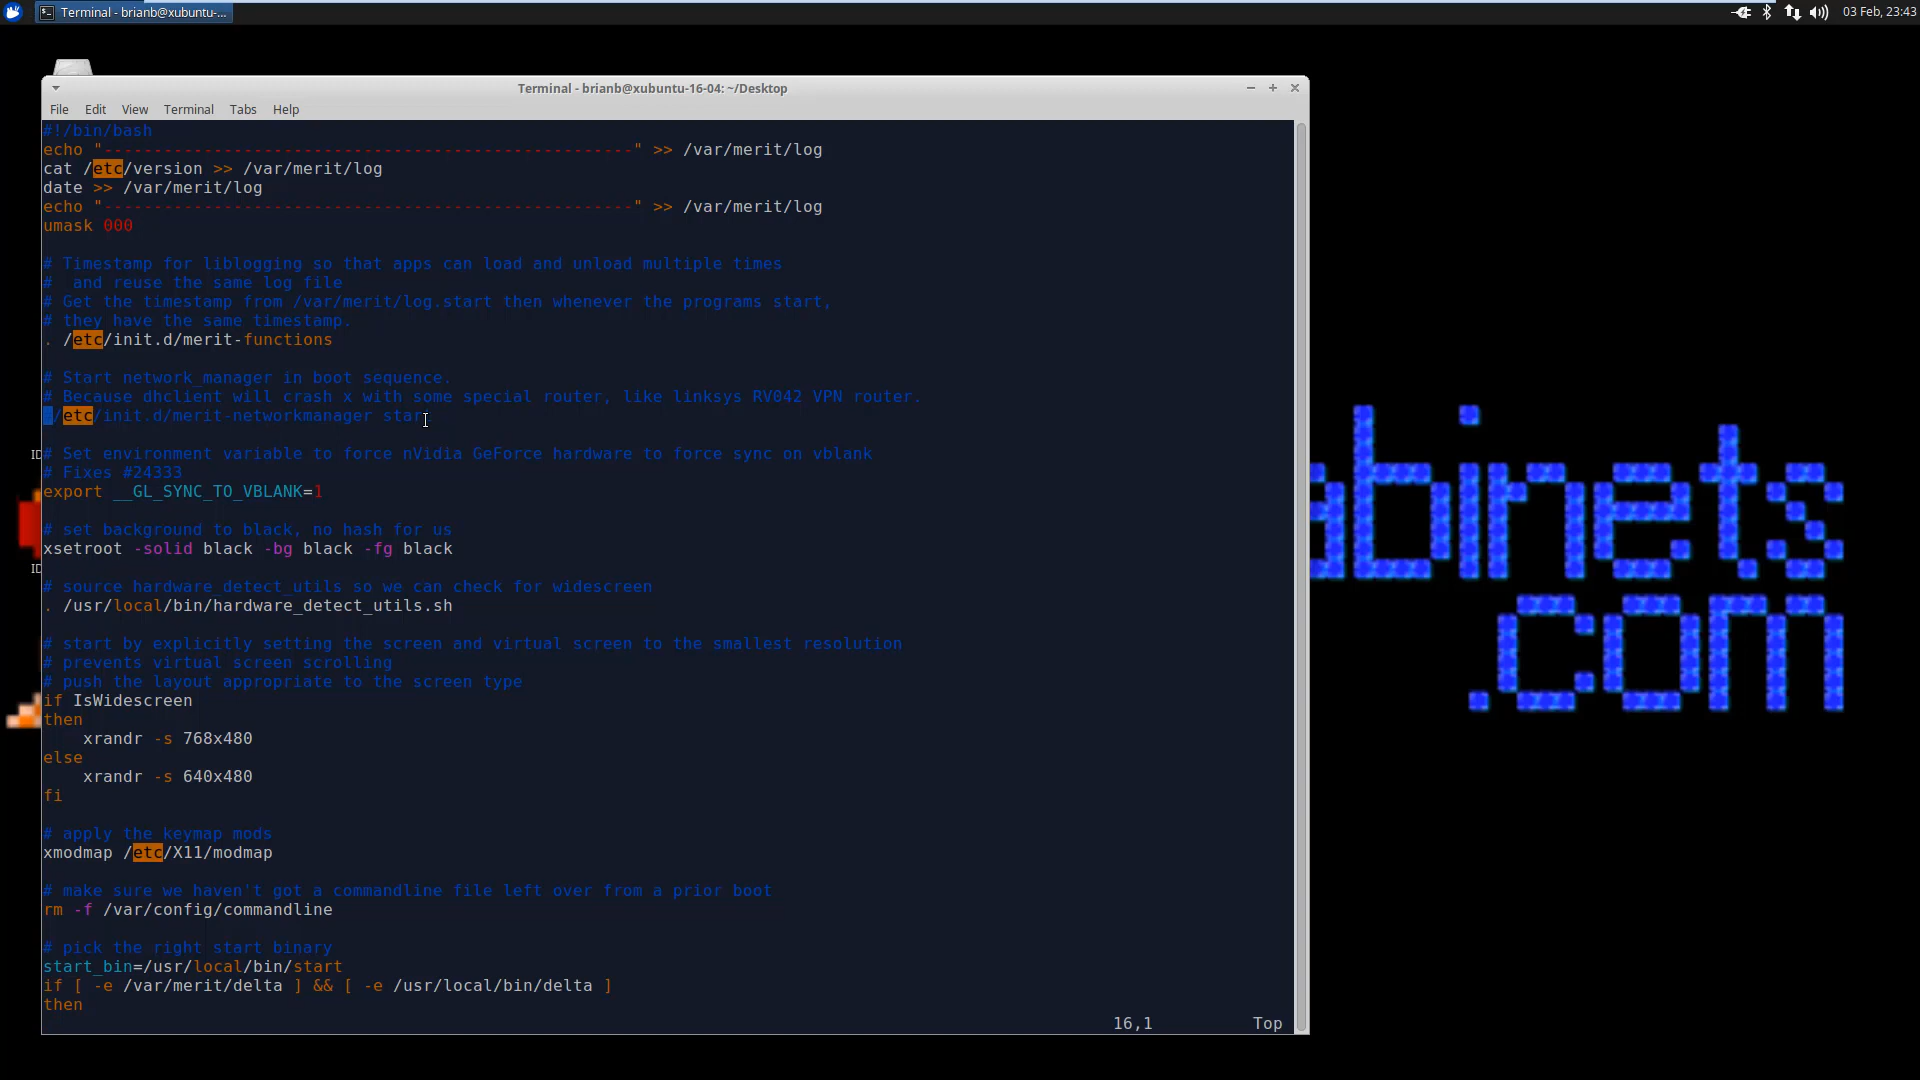 Terminal - brianb@xubuntu-...
03 Feb, 23:43
Terminal - brianb@xubuntu-16-04: ~/Desktop
File Edit View Terminal Tabs Help
#!/bin/bash
echo "-----------------------------------------------------" >> /var/merit/log
cat /etc/version >> /var/merit/log
date >> /var/merit/log
echo "-----------------------------------------------------" >> /var/merit/log
umask 000
# Timestamp for liblogging so that apps can load and unload multiple times
#  and reuse the same log file
# Get the timestamp from /var/merit/log.start then whenever the programs start,
# they have the same timestamp.
. /etc/init.d/merit-functions
# Start network_manager in boot sequence.
# Because dhclient will crash x with some special router, like linksys RV042 VPN router.
#/etc/init.d/merit-networkmanager start
# Set environment variable to force nVidia GeForce hardware to force sync on vblank
# Fixes #24333
export __GL_SYNC_TO_VBLANK=1
# set background to black, no hash for us
xsetroot -solid black -bg black -fg black
# source hardware_detect_utils so we can check for widescreen
. /usr/local/bin/hardware_detect_utils.sh
# start by explicitly setting the screen and virtual screen to the smallest resolution
# prevents virtual screen scrolling
# push the layout appropriate to the screen type
if IsWidescreen
then
    xrandr -s 768x480
else
    xrandr -s 640x480
fi
# apply the keymap mods
xmodmap /etc/X11/modmap
# make sure we haven't got a commandline file left over from a prior boot
rm -f /var/config/commandline
# pick the right start binary
start_bin=/usr/local/bin/start
if [ -e /var/merit/delta ] && [ -e /usr/local/bin/delta ]
then
16,1 Top
ID
ID
abinets
.com